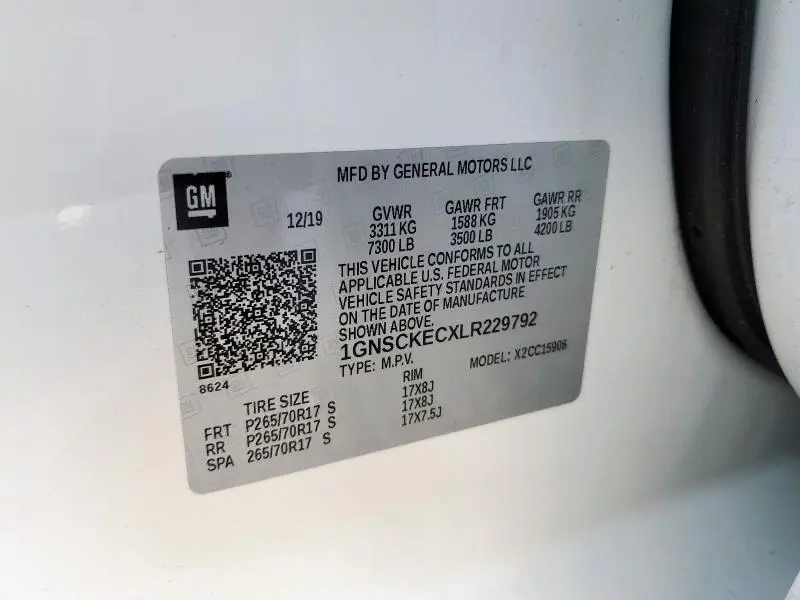 MFD BY GENERAL MOTORS LLC
GM®
12/19
GVWR GAWR FRT GAWR RR
3311 KG 1588 KG 1905 KG
7300 LB 3500 LB 4200 LB
THIS VEHICLE CONFORMS TO ALL
APPLICABLE U.S. FEDERAL MOTOR
VEHICLE SAFETY STANDARDS IN EFFECT
ON THE DATE OF MANUFACTURE
SHOWN ABOVE.
1GNSCKECXLR229792
TYPE: M.P.V. MODEL: X2CC15906
8624
TIRE SIZE RIM
FRT P265/70R17 S 17X8J
RR P265/70R17 S 17X8J
SPA 265/70R17 S 17X7.5J